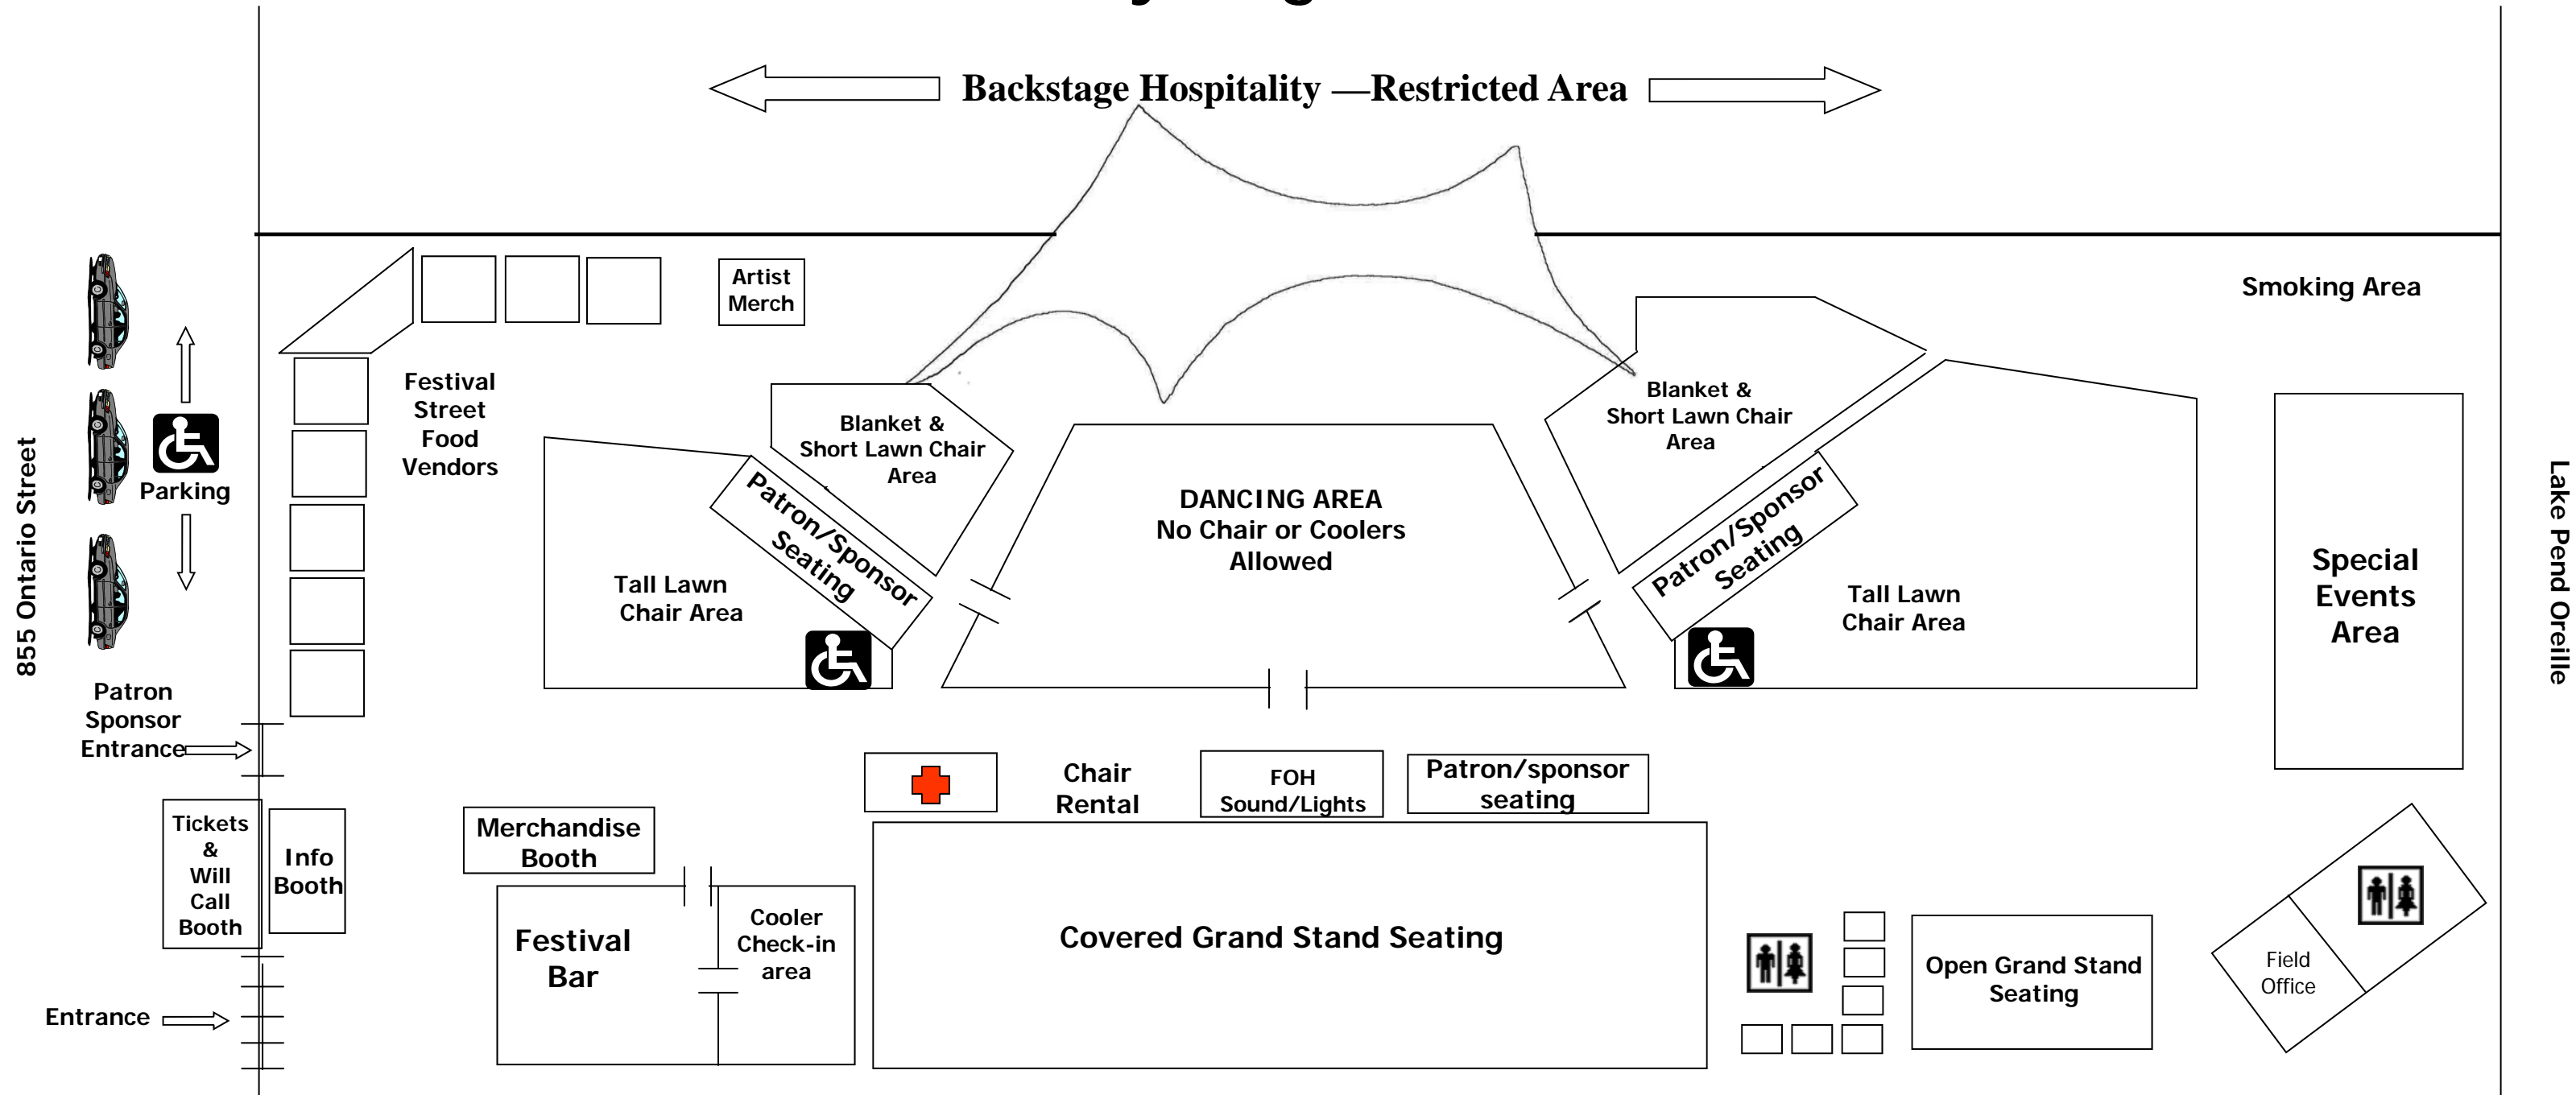 Backstage Hospitality —Restricted Area
Artist
Merch
Smoking Area
Festival
Street
Food
Vendors
Blanket &
Short Lawn Chair
Area
Blanket &
Short Lawn Chair
Area
855 Ontario Street
Parking
Patron/Sponsor
Seating
DANCING AREA
No Chair or Coolers
Allowed
Patron/Sponsor
Seating
Tall Lawn
Chair Area
Tall Lawn
Chair Area
Special
Events
Area
Lake Pend Oreille
Patron
Sponsor
Entrance
Chair
Rental
FOH
Sound/Lights
Patron/sponsor
seating
Tickets
&
Will
Call
Booth
Info
Booth
Merchandise
Booth
Festival
Bar
Cooler
Check-in
area
Covered Grand Stand Seating
Open Grand Stand
Seating
Field
Office
Entrance